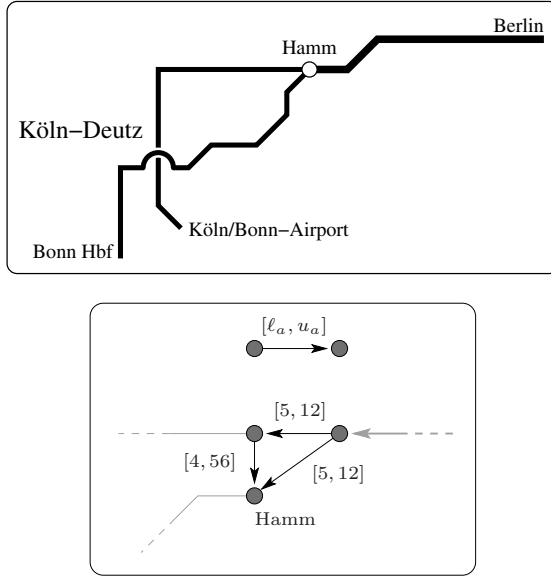 Berlin
Hamm
Köln–Deutz
Köln/Bonn–Airport
Bonn Hbf
[ℓₐ, uₐ]
[5, 12]
[4, 56]
[5, 12]
Hamm